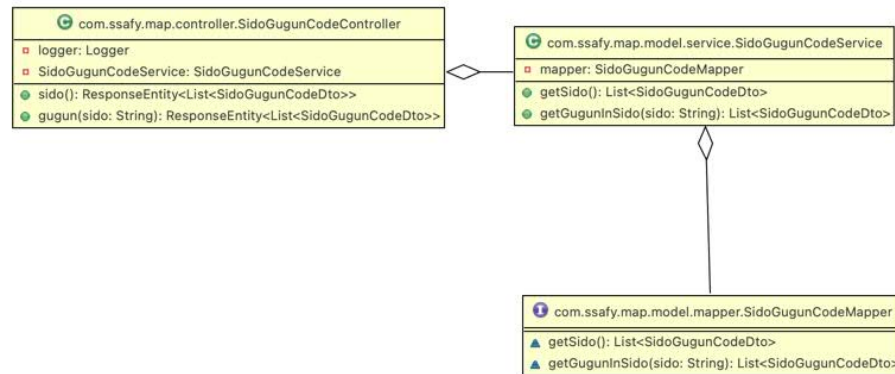 C com.ssafy.map.controller.SidoGugunCodeController
logger: Logger
SidoGugunCodeService: SidoGugunCodeService
sido(): ResponseEntity<List<SidoGugunCodeDto>>
gugun(sido: String): ResponseEntity<List<SidoGugunCodeDto>>
C com.ssafy.map.model.service.SidoGugunCodeService
mapper: SidoGugunCodeMapper
getSido(): List<SidoGugunCodeDto>
getGugunInSido(sido: String): List<SidoGugunCodeDto>
I com.ssafy.map.model.mapper.SidoGugunCodeMapper
getSido(): List<SidoGugunCodeDto>
getGugunInSido(sido: String): List<SidoGugunCodeDto>